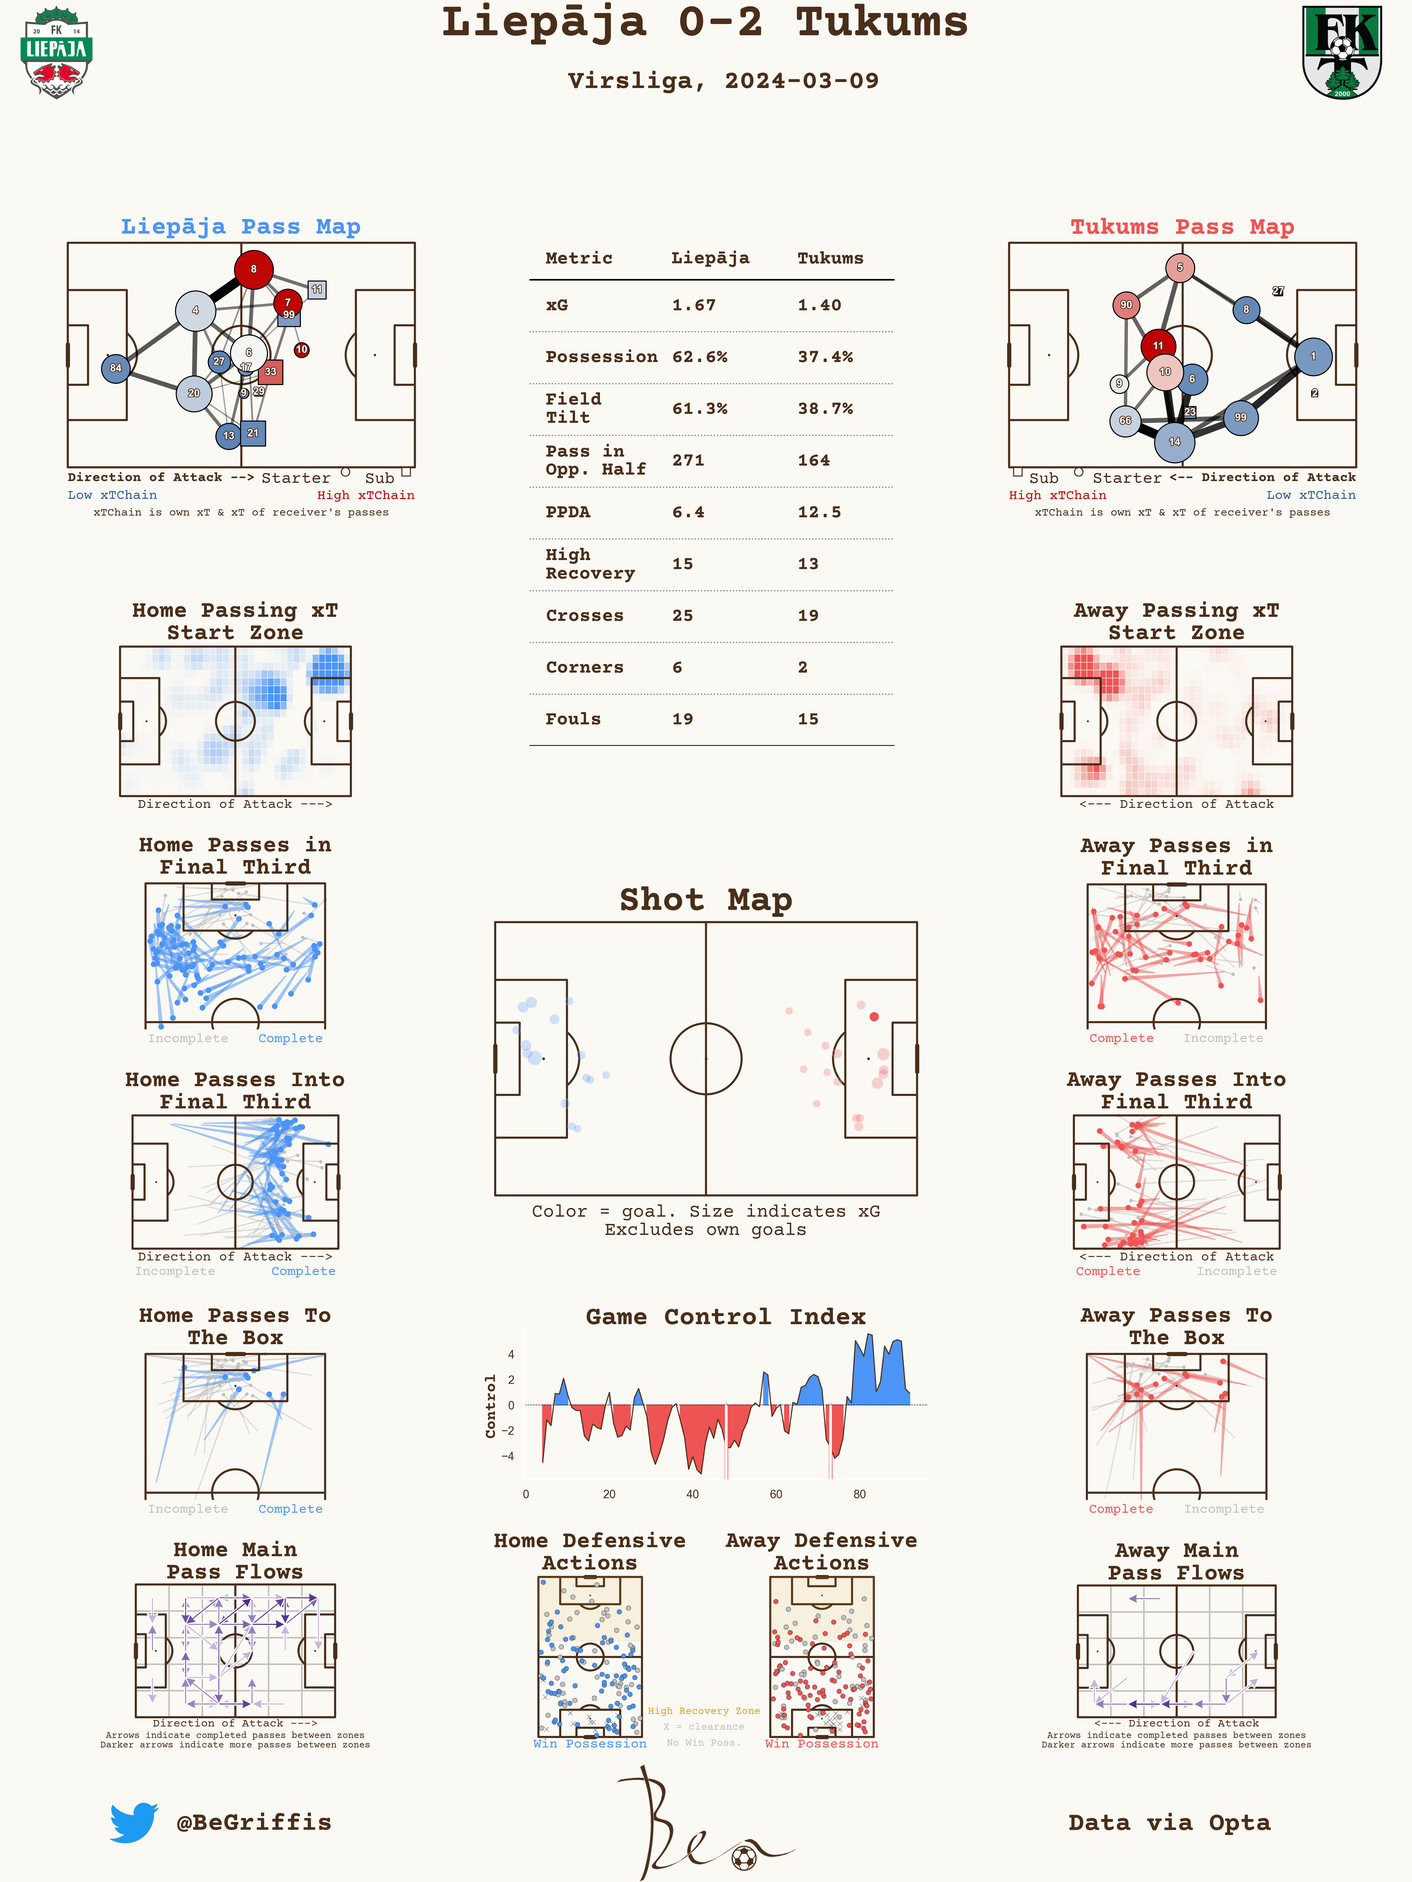 Liepāja 0-2 Tukums
Virsliga, 2024-03-09
20 FK 14
LIEPĀJA
FK
2000
Liepāja Pass Map
8
11
7
99
4
6
10
27
17
84
33
20
9
29
13
21
Direction of Attack --> Starter Sub
Low xTChain High xTChain
xTChain is own xT & xT of receiver's passes
Metric Liepāja Tukums
xG 1.67 1.40
Possession 62.6% 37.4%
Field
Tilt 61.3% 38.7%
Pass in
Opp. Half 271 164
PPDA 6.4 12.5
High
Recovery 15 13
Crosses 25 19
Corners 6 2
Fouls 19 15
Tukums Pass Map
5
27
90
8
11
1
10
6
9
2
23
66
99
14
Sub Starter <-- Direction of Attack
High xTChain Low xTChain
xTChain is own xT & xT of receiver's passes
Home Passing xT
Start Zone
Direction of Attack --->
Away Passing xT
Start Zone
<--- Direction of Attack
Home Passes in
Final Third
Incomplete Complete
Away Passes in
Final Third
Complete Incomplete
Shot Map
Color = goal. Size indicates xG
Excludes own goals
Home Passes Into
Final Third
Direction of Attack --->
Incomplete Complete
Away Passes Into
Final Third
<--- Direction of Attack
Complete Incomplete
Home Passes To
The Box
Incomplete Complete
Game Control Index
Control
4
2
0
−2
−4
0 20 40 60 80
Away Passes To
The Box
Complete Incomplete
Home Main
Pass Flows
Direction of Attack --->
Arrows indicate completed passes between zones
Darker arrows indicate more passes between zones
Home Defensive
Actions
Win Possession
Away Defensive
Actions
Win Possession
High Recovery Zone
X = clearance
No Win Poss.
Away Main
Pass Flows
<--- Direction of Attack
Arrows indicate completed passes between zones
Darker arrows indicate more passes between zones
@BeGriffis
Ben
Data via Opta